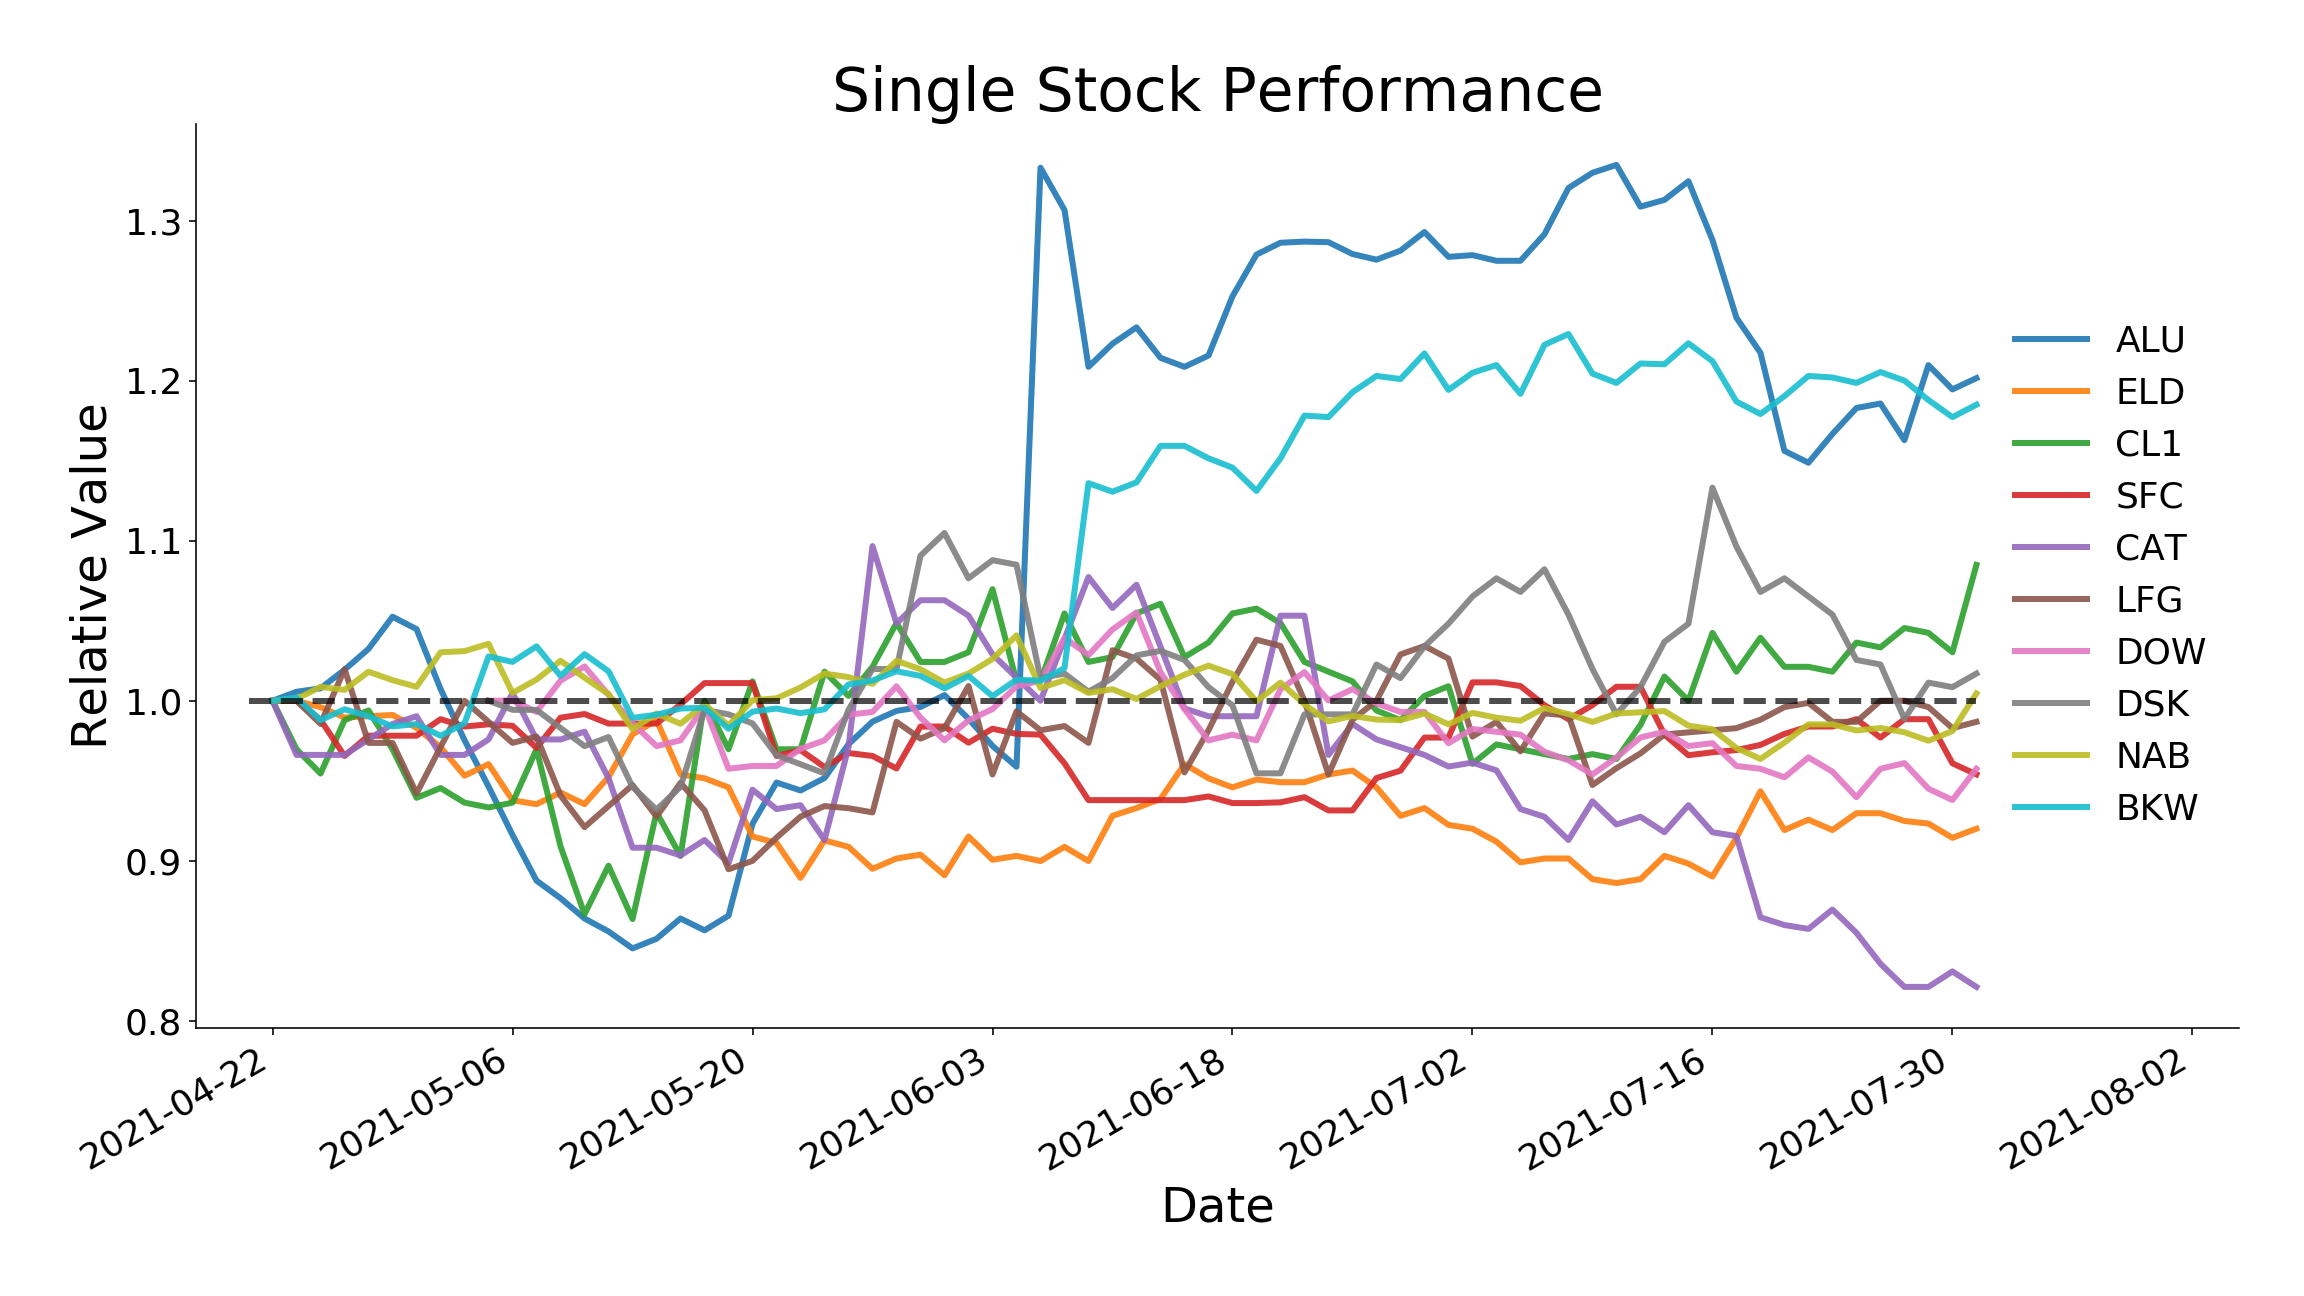 Single Stock Performance
Relative Value
1.3
1.2
1.1
1.0
0.9
0.8
ALU
ELD
CL1
SFC
CAT
LFG
DOW
DSK
NAB
BKW
2021-04-22
2021-05-06
2021-05-20
2021-06-03
2021-06-18
2021-07-02
2021-07-16
2021-07-30
2021-08-02
Date